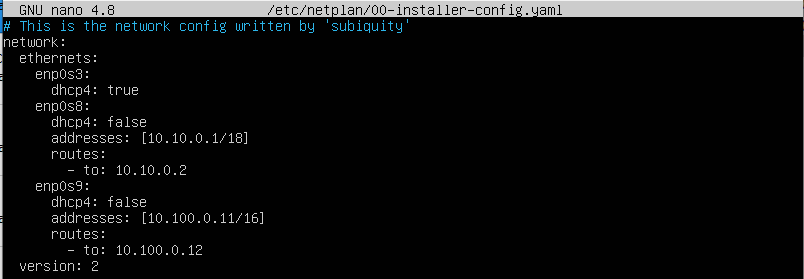 GNU nano 4.8 /etc/netplan/00-installer-config.yaml
# This is the network config written by 'subiquity'
network:
  ethernets:
    enp0s3:
      dhcp4: true
    enp0s8:
      dhcp4: false
      addresses: [10.10.0.1/18]
      routes:
        - to: 10.10.0.2
    enp0s9:
      dhcp4: false
      addresses: [10.100.0.11/16]
      routes:
        - to: 10.100.0.12
  version: 2